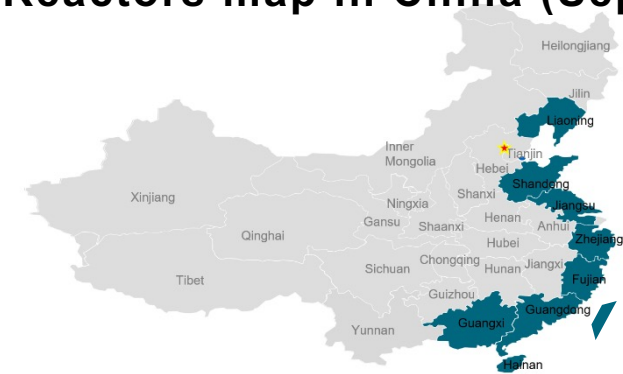 Reactors Map in China (Sep
Heilongjiang
Jilin
Liaoning
Inner
Mongolia
Tianjin
Hebei
Shandong
Shanxi
Xinjiang
Ningxia
Jiangsu
Gansu
Shaanxi
Henan
Anhui
Qinghai
Zhejiang
Hubei
Chongqing
Jiangxi
Sichuan
Hunan
Tibet
Fujian
Guizhou
Guangdong
Guangxi
Yunnan
Hainan